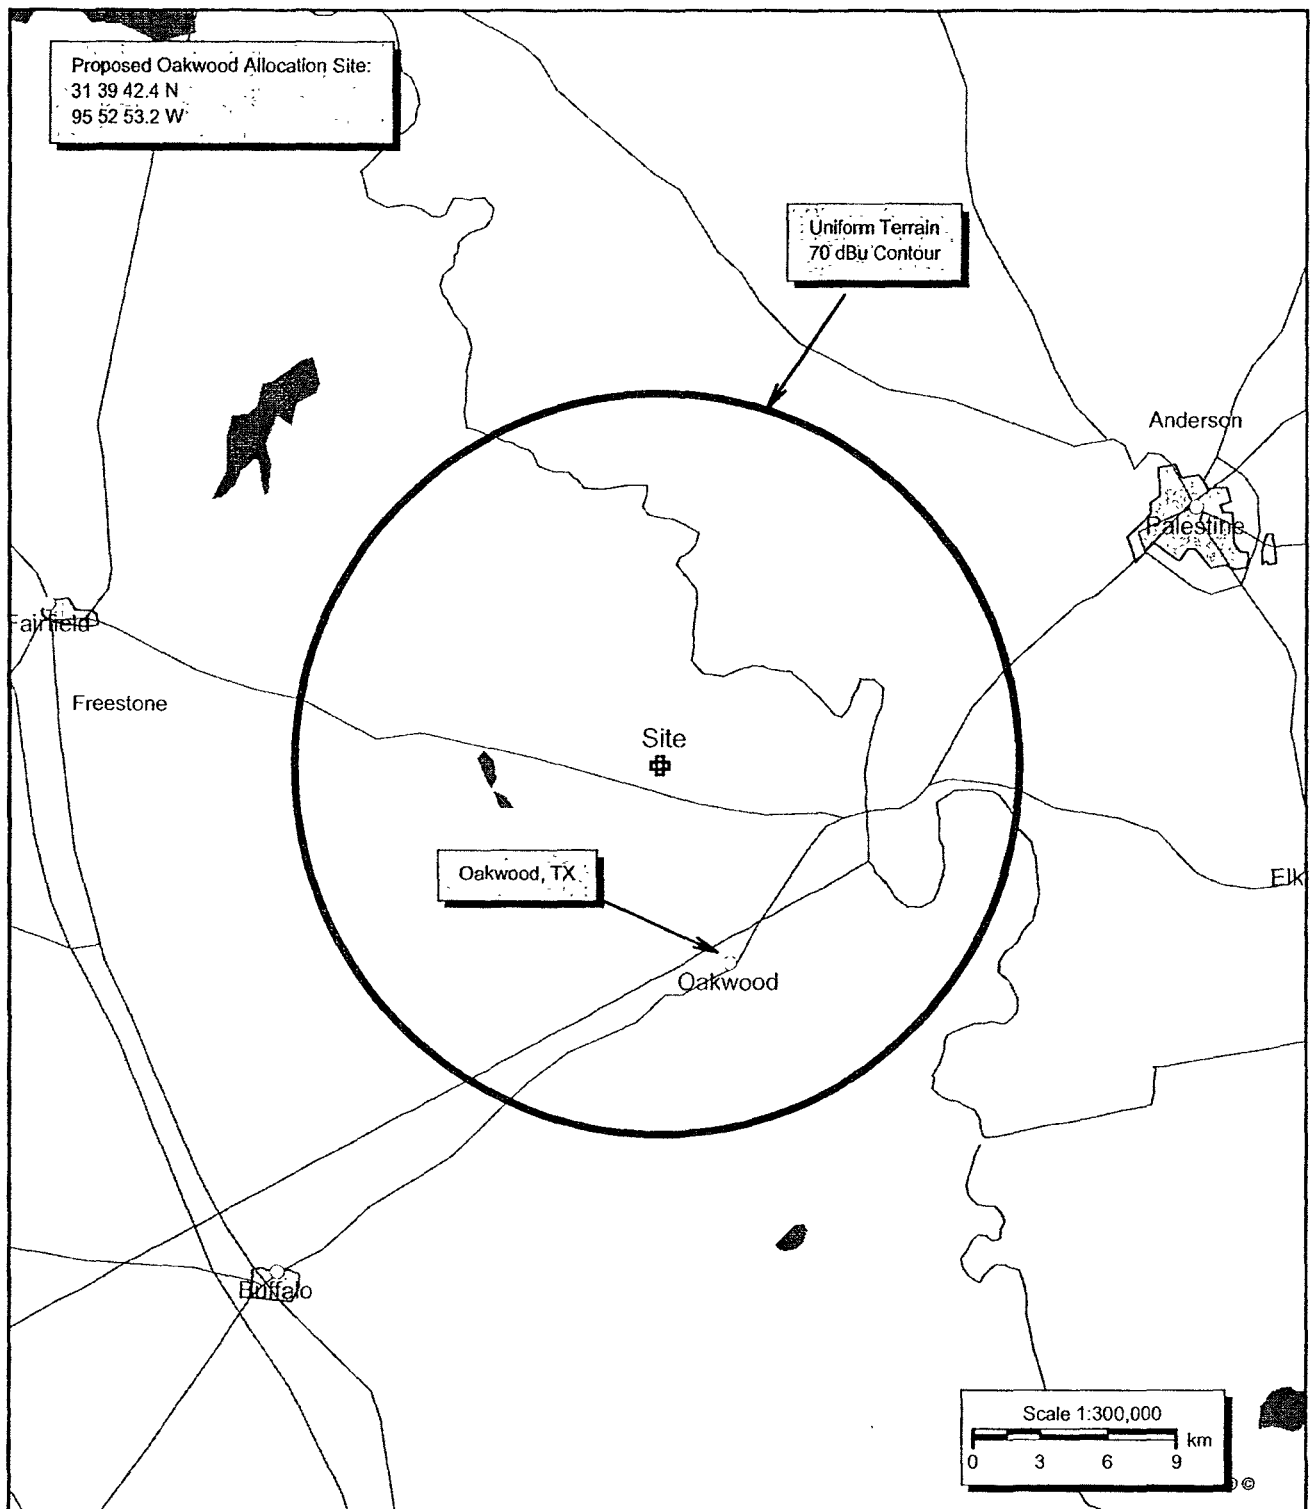 Proposed Oakwood Allocation Site:
31 39 42.4 N
95 52 53.2 W
Uniform Terrain
70 dBu Contour
Anderson
Palestine
Fairfield
Freestone
Site
Oakwood, TX
Elk
Oakwood
Buffalo
Scale 1:300,000
km
0 3 6 9
©